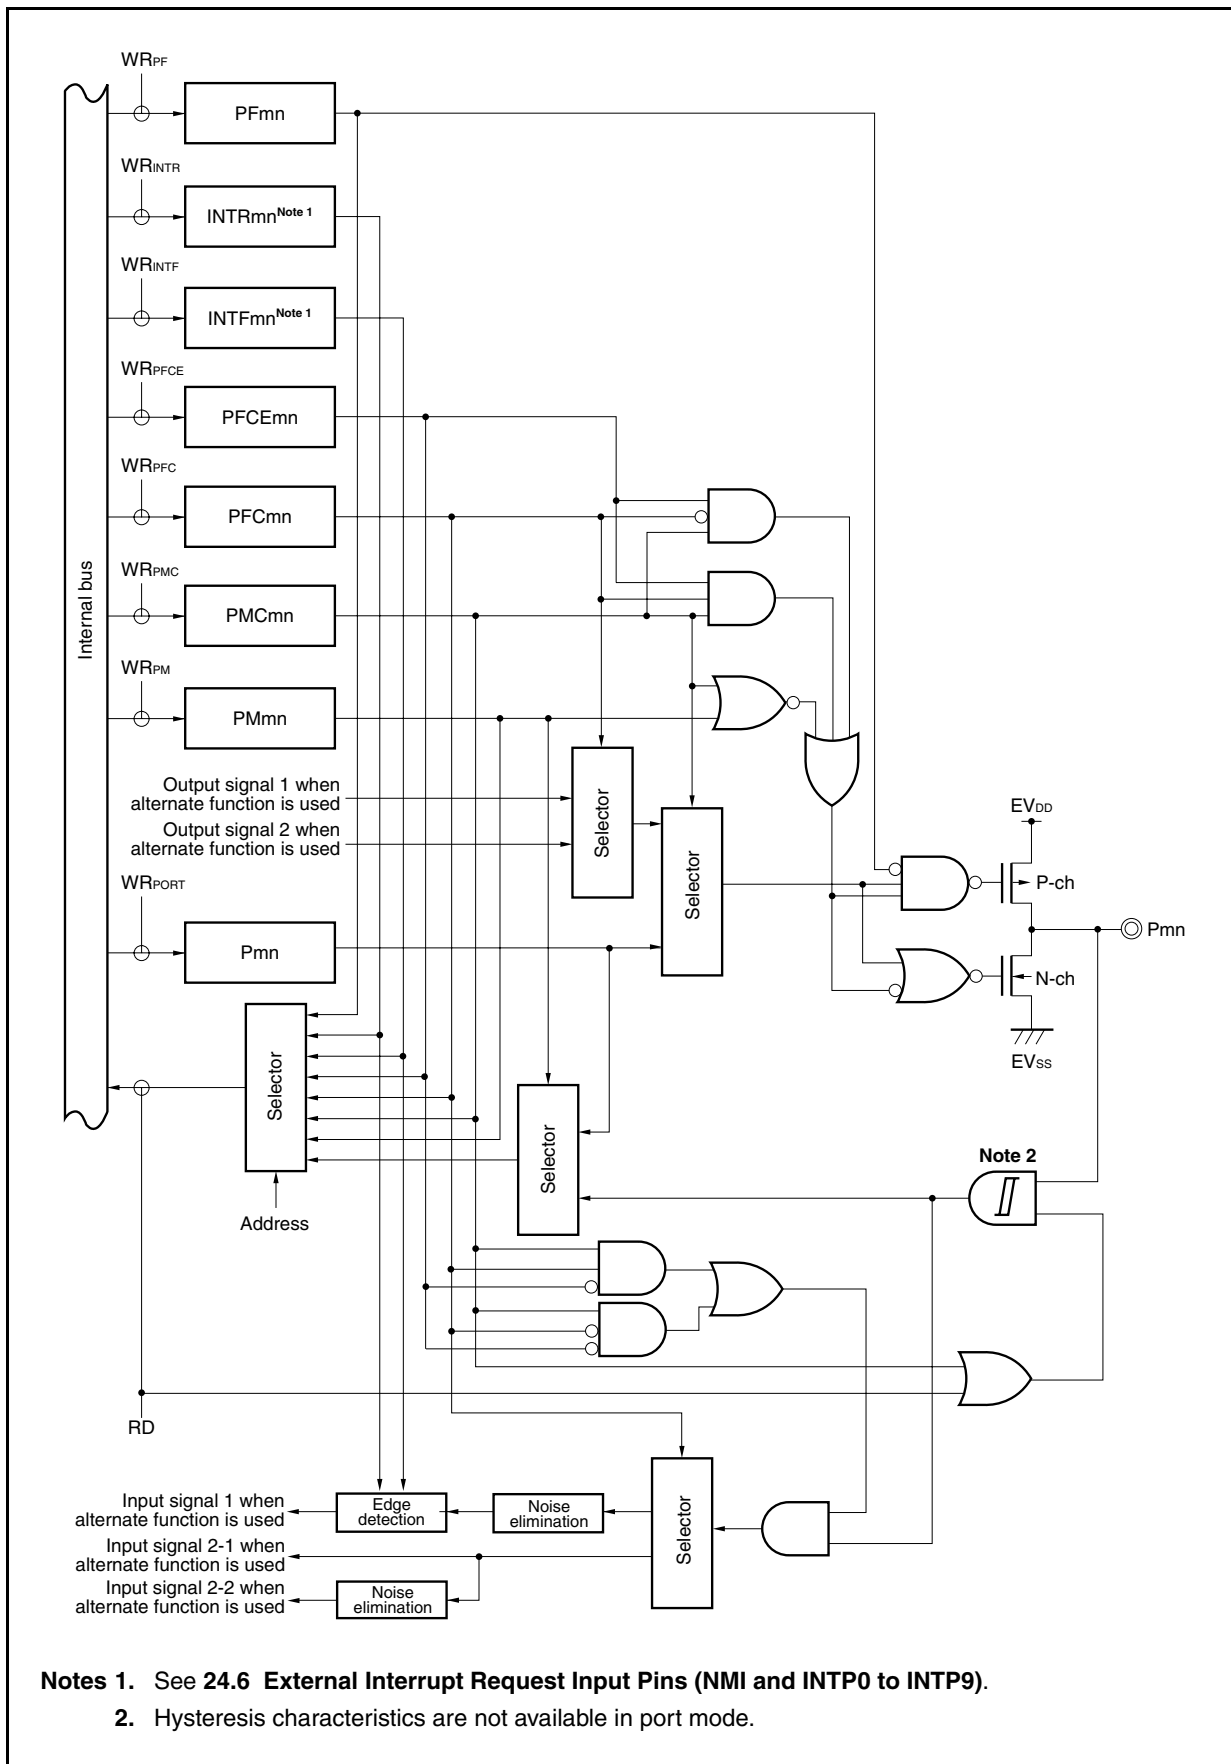 WRPF
PFmn
WRINTR
INTRmnNote 1
WRINTF
INTFmnNote 1
WRPFCE
PFCEmn
WRPFC
PFCmn
WRPMC
PMCmn
Internal bus
WRPM
PMmn
Output signal 1 when
alternate function is used
Output signal 2 when
alternate function is used
Selector
Selector
EVDD
P-ch
WRPORT
Pmn
Pmn
N-ch
EVSS
Selector
Selector
Address
Note 2
RD
Input signal 1 when
alternate function is used
Edge
detection
Noise
elimination
Selector
Input signal 2-1 when
alternate function is used
Input signal 2-2 when
alternate function is used
Noise
elimination
Notes 1. See 24.6 External Interrupt Request Input Pins (NMI and INTP0 to INTP9).
2. Hysteresis characteristics are not available in port mode.